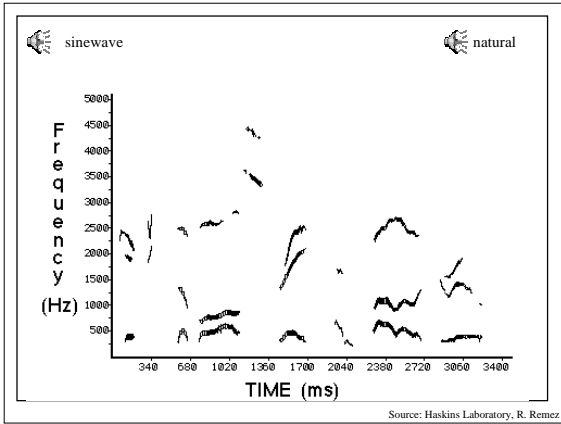 sinewave
natural
5000
4500
4000
3500
3000
2500
2000
1500
1000
500
Frequency
(Hz)
340 680 1020 1360 1700 2040 2380 2720 3060 3400
TIME (ms)
Source: Haskins Laboratory, R. Remez